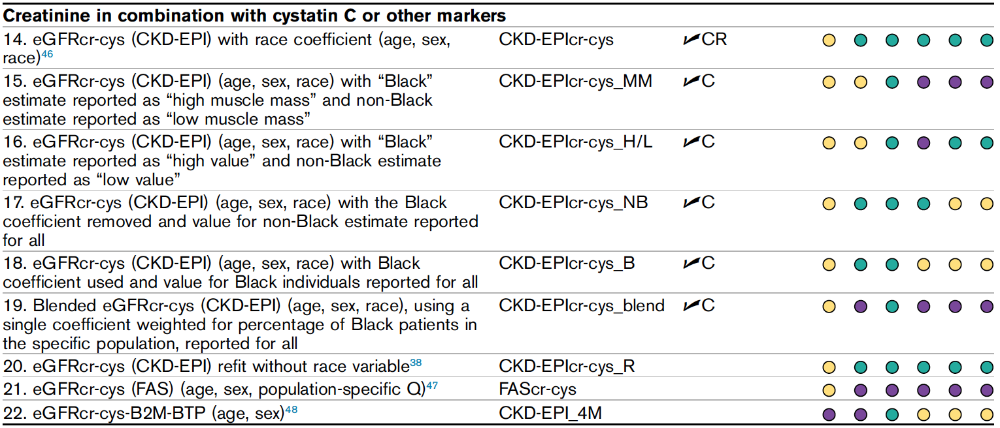 Creatinine in combination with cystatin C or other markers
14. eGFRcr-cys (CKD-EPI) with race coefficient (age, sex, CKD-EPIcr-cys ✓CR
race)46
15. eGFRcr-cys (CKD-EPI) (age, sex, race) with “Black” CKD-EPIcr-cys_MM ✓C
estimate reported as “high muscle mass” and non-Black
estimate reported as “low muscle mass”
16. eGFRcr-cys (CKD-EPI) (age, sex, race) with “Black” CKD-EPIcr-cys_H/L ✓C
estimate reported as “high value” and non-Black estimate
reported as “low value”
17. eGFRcr-cys (CKD-EPI) (age, sex, race) with the Black CKD-EPIcr-cys_NB ✓C
coefficient removed and value for non-Black estimate reported
for all
18. eGFRcr-cys (CKD-EPI) (age, sex, race) with Black CKD-EPIcr-cys_B ✓C
coefficient used and value for Black individuals reported for all
19. Blended eGFRcr-cys (CKD-EPI) (age, sex, race), using a CKD-EPIcr-cys_blend ✓C
single coefficient weighted for percentage of Black patients in
the specific population, reported for all
20. eGFRcr-cys (CKD-EPI) refit without race variable38 CKD-EPIcr-cys_R
21. eGFRcr-cys (FAS) (age, sex, population-specific Q)47 FAScr-cys
22. eGFRcr-cys-B2M-BTP (age, sex)48 CKD-EPI_4M